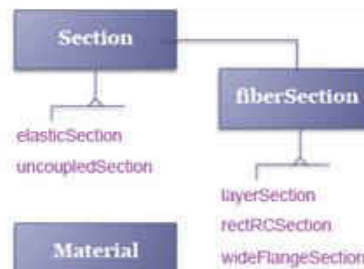 Section
fiberSection
elasticSection
uncoupledSection
layerSection
rectRCSection
wideFlangeSection
Material